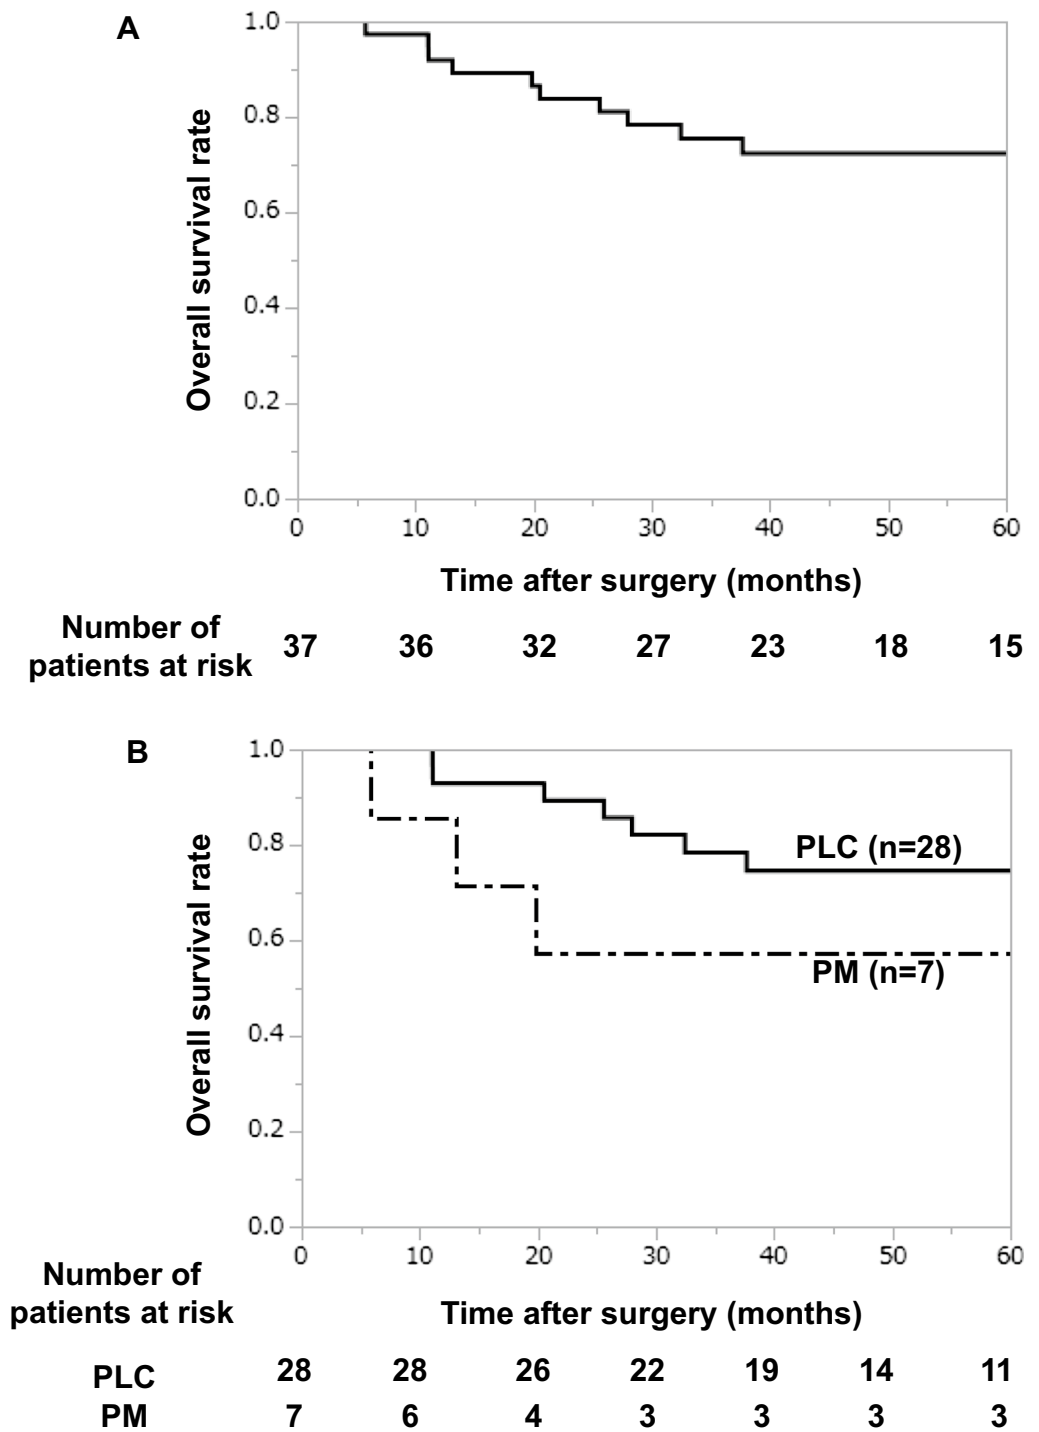 A
Overall survival rate
1.0
0.8
0.6
0.4
0.2
0.0
0 10 20 30 40 50 60
Time after surgery (months)
Number of
patients at risk
37 36 32 27 23 18 15
B
Overall survival rate
1.0
0.8
0.6
0.4
0.2
0.0
PLC (n=28)
PM (n=7)
0 10 20 30 40 50 60
Number of
patients at risk
Time after surgery (months)
PLC 28 28 26 22 19 14 11
PM 7 6 4 3 3 3 3